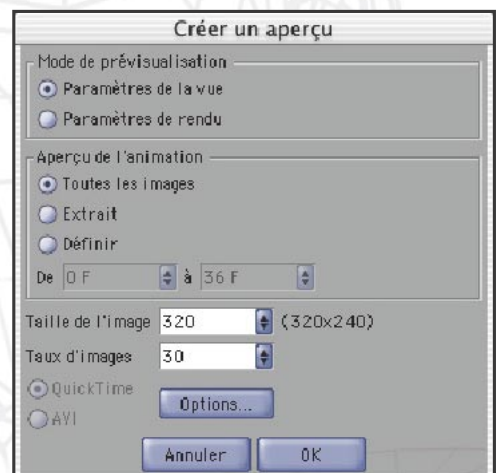 Créer un aperçu
Mode de prévisualisation
Paramètres de la vue
Paramètres de rendu
Aperçu de l'animation
Toutes les images
Extrait
Définir
De 0 F à 36 F
Taille de l'image 320 (320x240)
Taux d'images 30
QuickTime
AVI
Options...
Annuler OK